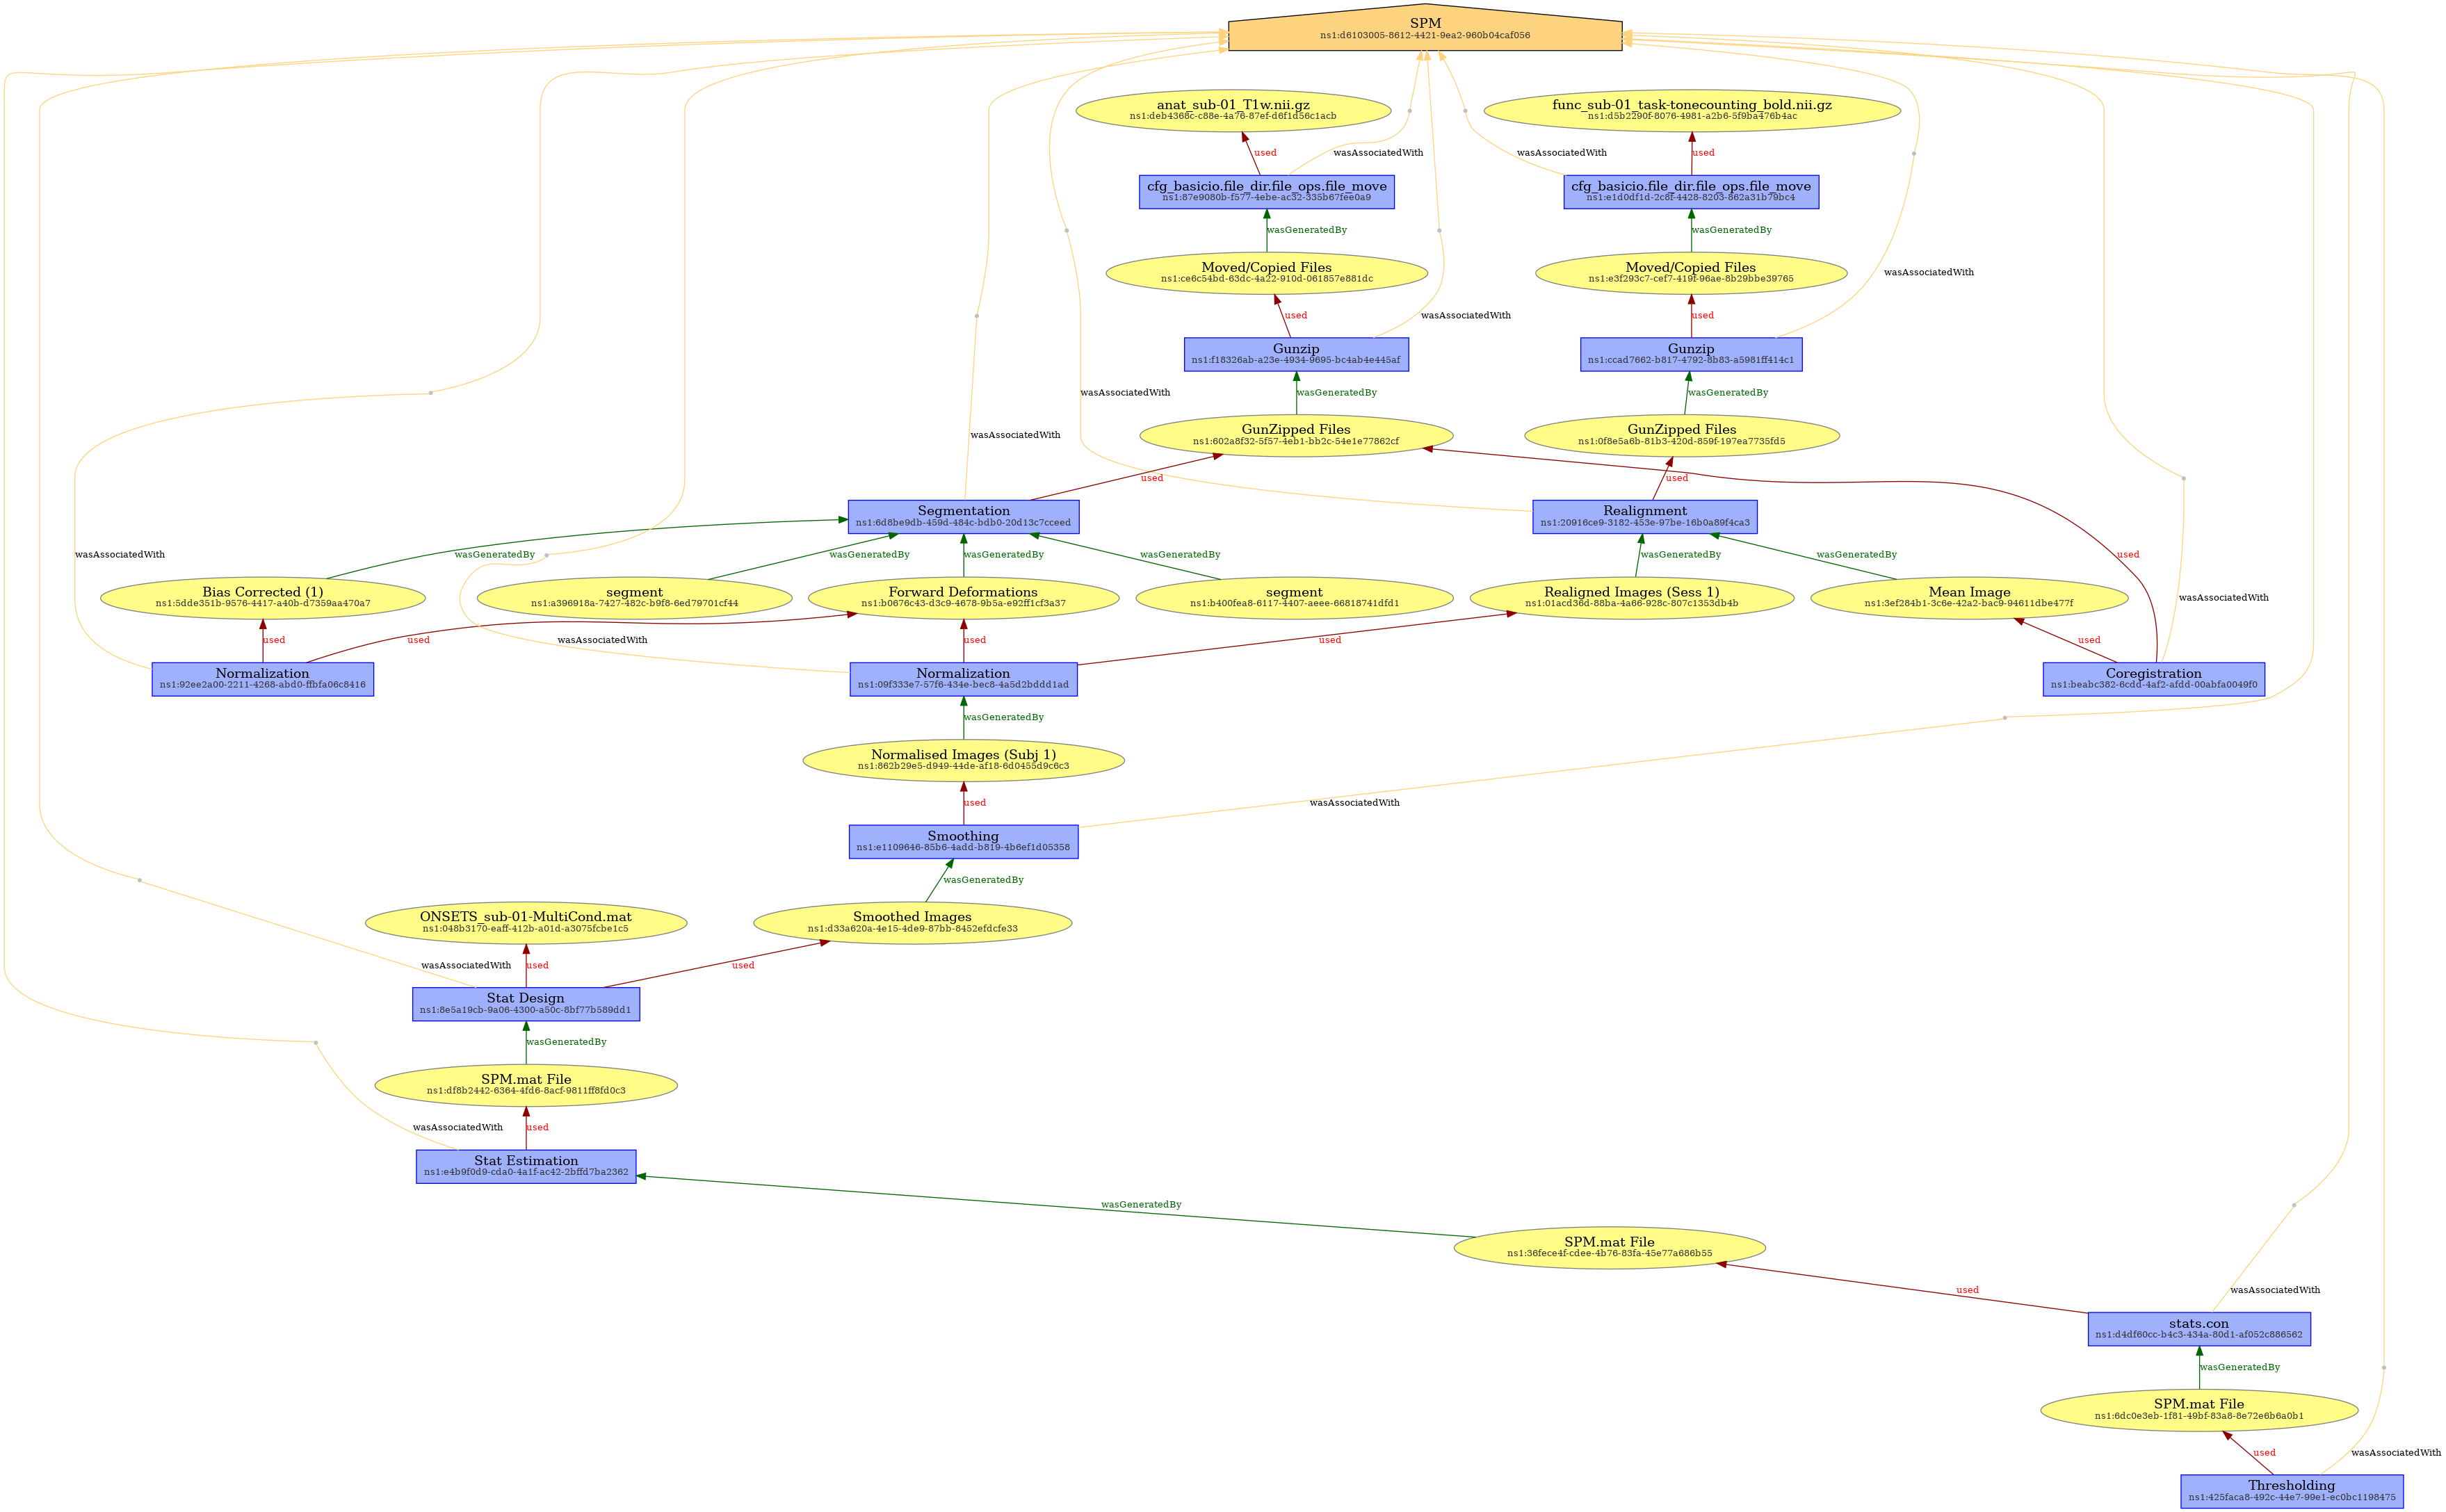 SPM
ns1:d6103005-8612-4421-9ea2-960b04caf056
anat_sub-01_T1w.nii.gz
ns1:deb4368c-c88e-4a76-87ef-d6f1d56c1acb
func_sub-01_task-tonecounting_bold.nii.gz
ns1:d5b2290f-8076-4981-a2b6-5f9ba476b4ac
used
wasAssociatedWith
wasAssociatedWith
used
cfg_basicio.file_dir.file_ops.file_move
ns1:87e9080b-f577-4ebe-ac32-335b67fee0a9
cfg_basicio.file_dir.file_ops.file_move
ns1:e1d0df1d-2c8f-4428-8203-862a31b79bc4
wasGeneratedBy
wasGeneratedBy
Moved/Copied Files
ns1:ce6c54bd-63dc-4a22-910d-061857e881dc
Moved/Copied Files
ns1:e3f293c7-cef7-419f-96ae-8b29bbe39765
wasAssociatedWith
used
wasAssociatedWith
used
Gunzip
ns1:f18326ab-a23e-4934-9695-bc4ab4e445af
Gunzip
ns1:ccad7662-b817-4792-8b83-a5981ff414c1
wasAssociatedWith
wasGeneratedBy
wasGeneratedBy
GunZipped Files
ns1:602a8f32-5f57-4eb1-bb2c-54e1e77862cf
GunZipped Files
ns1:0f8e5a6b-81b3-420d-859f-197ea7735fd5
wasAssociatedWith
used
used
Segmentation
ns1:6d8be9db-459d-484c-bdb0-20d13c7cceed
Realignment
ns1:20916ce9-3182-453e-97be-16b0a89f4ca3
wasAssociatedWith
wasGeneratedBy
wasGeneratedBy
wasGeneratedBy
wasGeneratedBy
wasGeneratedBy
wasGeneratedBy
used
Bias Corrected (1)
ns1:5dde351b-9576-4417-a40b-d7359aa470a7
segment
ns1:a396918a-7427-482c-b9f8-6ed79701cf44
Forward Deformations
ns1:b0676c43-d3c9-4678-9b5a-e92ff1cf3a37
segment
ns1:b400fea8-6117-4407-aeee-66818741dfd1
Realigned Images (Sess 1)
ns1:01acd36d-88ba-4a66-928c-807c1353db4b
Mean Image
ns1:3ef284b1-3c6e-42a2-bac9-94611dbe477f
wasAssociatedWith
used
used
wasAssociatedWith
used
used
used
Normalization
ns1:92ee2a00-2211-4268-abd0-ffbfa06c8416
Normalization
ns1:09f333e7-57f6-434e-bec8-4a5d2bddd1ad
Coregistration
ns1:beabc382-6cdd-4af2-afdd-00abfa0049f0
wasGeneratedBy
Normalised Images (Subj 1)
ns1:862b29e5-d949-44de-af18-6d0455d9c6c3
used
wasAssociatedWith
Smoothing
ns1:e1109646-85b6-4add-b819-4b6ef1d05358
wasGeneratedBy
ONSETS_sub-01-MultiCond.mat
ns1:048b3170-eaff-412b-a01d-a3075fcbe1c5
Smoothed Images
ns1:d33a620a-4e15-4de9-87bb-8452efdcfe33
wasAssociatedWith
used
used
Stat Design
ns1:8e5a19cb-9a06-4300-a50c-8bf77b589dd1
wasGeneratedBy
SPM.mat File
ns1:df8b2442-6364-4fd6-8acf-9811ff8fd0c3
wasAssociatedWith
used
Stat Estimation
ns1:e4b9f0d9-cda0-4a1f-ac42-2bffd7ba2362
wasGeneratedBy
SPM.mat File
ns1:36fece4f-cdee-4b76-83fa-45e77a686b55
used
wasAssociatedWith
stats.con
ns1:d4df60cc-b4c3-434a-80d1-af052c886562
wasGeneratedBy
SPM.mat File
ns1:6dc0e3eb-1f81-49bf-83a8-8e72e6b6a0b1
used
wasAssociatedWith
Thresholding
ns1:425faca8-492c-44e7-99e1-ec0bc1198475